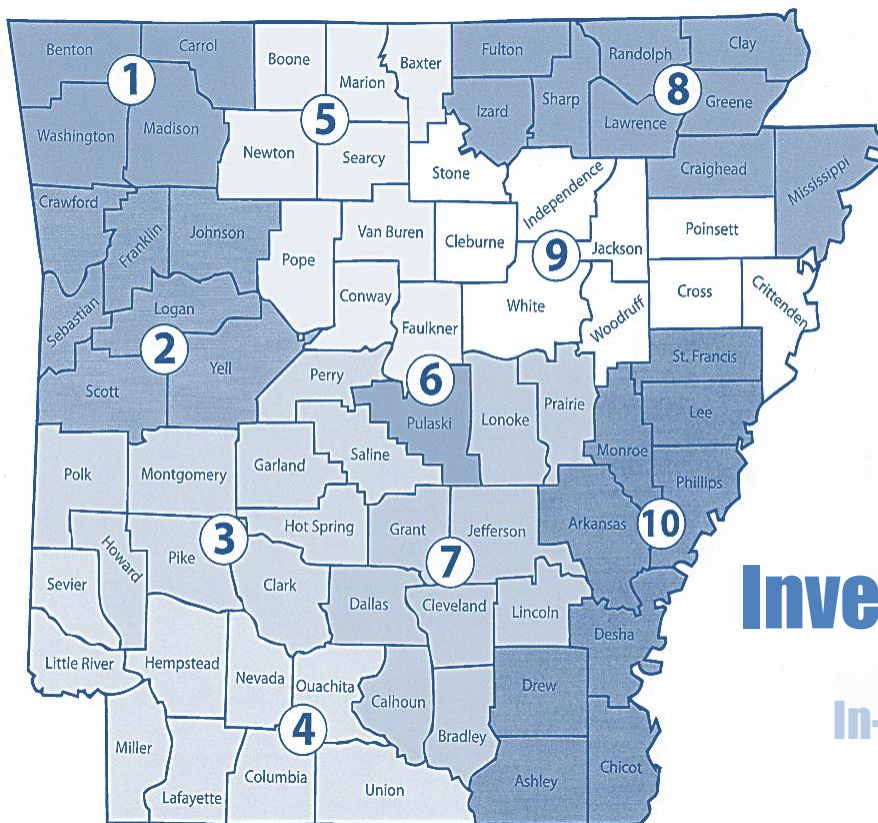 Benton
Carrol
Boone
Marion
Baxter
Fulton
Randolph
Clay
1
8
5
Izard
Sharp
Greene
Washington
Madison
Lawrence
Newton
Searcy
Stone
Independence
Craighead
Mississippi
Crawford
Franklin
Johnson
Pope
Van Buren
Cleburne
9
Jackson
Poinsett
Sebastian
Logan
Conway
Faulkner
White
Woodruff
Cross
Crittenden
2
Scott
Yell
Perry
6
Pulaski
Lonoke
Prairie
St. Francis
Lee
Monroe
Phillips
Polk
Montgomery
Garland
Saline
Howard
Pike
3
Hot Spring
Grant
Jefferson
Arkansas
10
7
Sevier
Clark
Dallas
Cleveland
Lincoln
Desha
Inve
Little River
Hempstead
Nevada
Ouachita
Calhoun
Drew
In-
4
Miller
Bradley
Lafayette
Columbia
Union
Ashley
Chicot